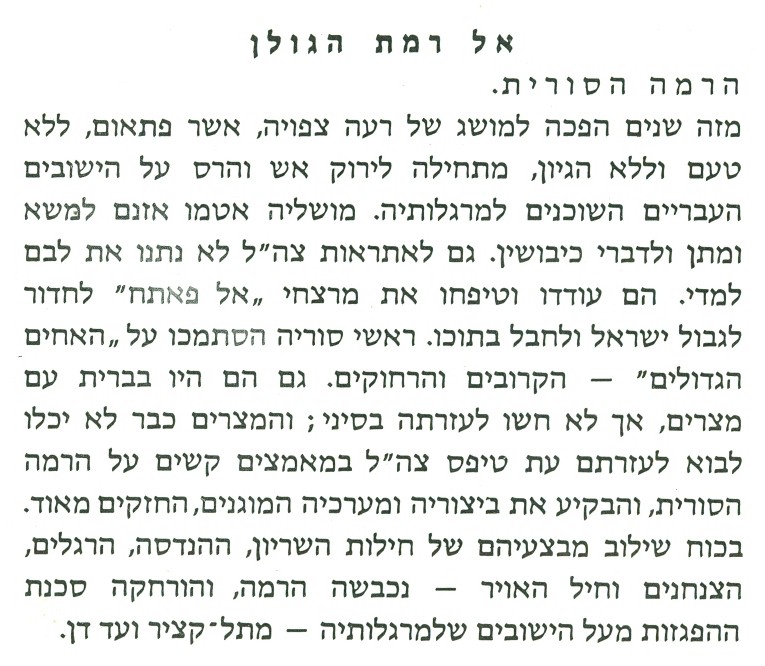 אל רמת הגולן
הרמה הסורית.
מזה שנים הפכה למושג של רעה צפויה, אשר פתאום, ללא
טעם וללא הגיון, מתחילה לירוק אש והרס על הישובים
העבריים השוכנים למרגלותיה. מושליה אטמו אזנם למשא
ומתן ולדברי כיבושין. גם לאתראות צה״ל לא נתנו את לבם
למדי. הם עודדו וטיפחו את מרצחי „אל פאתח״ לחדור
לגבול ישראל ולחבל בתוכו. ראשי סוריה הסתמכו על „האחים
הגדולים״ — הקרובים והרחוקים. גם הם היו בברית עם
מצרים, אך לא חשו לעזרתה בסיני; והמצרים כבר לא יכלו
לבוא לעזרתם עת טיפס צה״ל במאמצים קשים על הרמה
הסורית, והבקיע את ביצוריה ומערכיה המוגנים, החזקים מאוד.
בכוח שילוב מבצעיהם של חילות השריון, ההנדסה, הרגלים,
הצנחנים וחיל האויר — נכבשה הרמה, והורחקה סכנת
ההפגזות מעל הישובים שלמרגלותיה — מתל־קציר ועד דן.